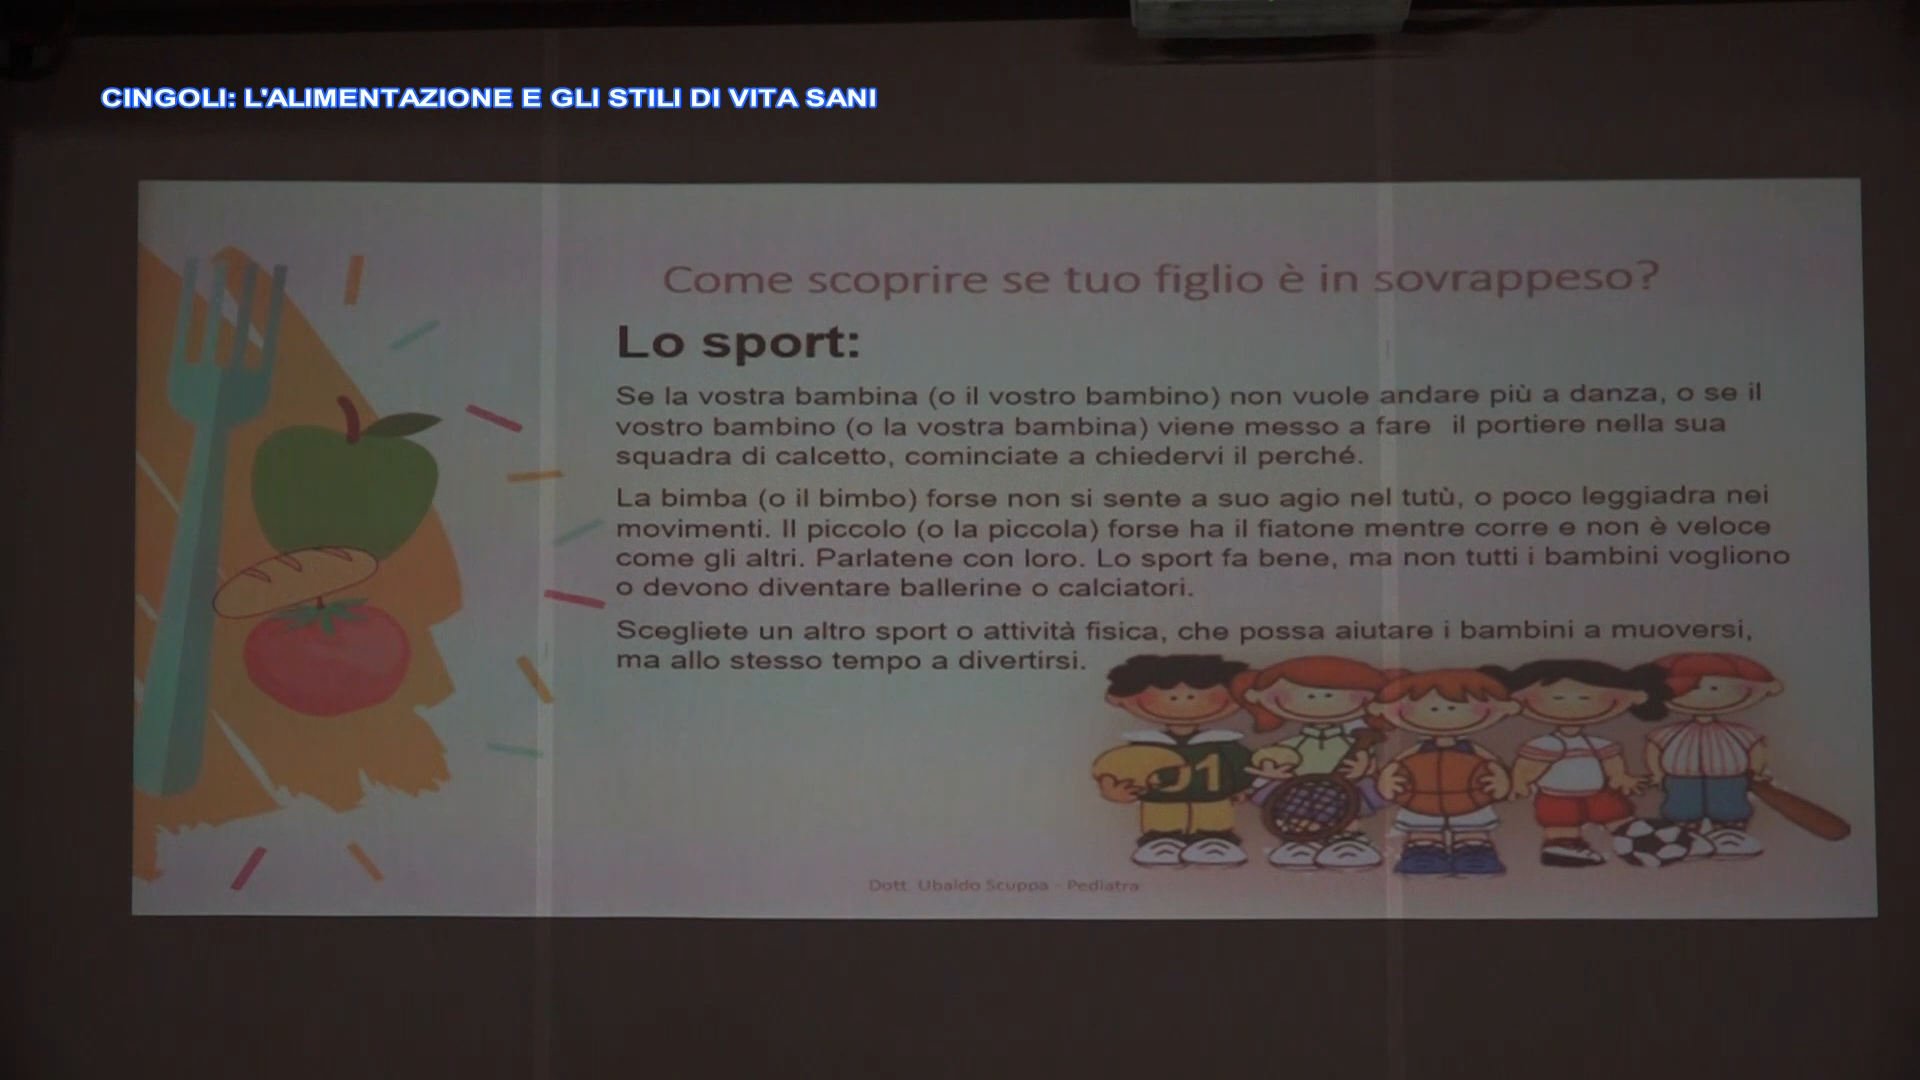 CINGOLI: L'ALIMENTAZIONE E GLI STILI DI VITA SANI
Come scoprire se tuo figlio è in sovrappeso?
Lo sport:
Se la vostra bambina (o il vostro bambino) non vuole andare più a danza, o se il
vostro bambino (o la vostra bambina) viene messo a fare  il portiere nella sua
squadra di calcetto, cominciate a chiedervi il perché.
La bimba (o il bimbo) forse non si sente a suo agio nel tutù, o poco leggiadra nei
movimenti. Il piccolo (o la piccola) forse ha il fiatone mentre corre e non è veloce
come gli altri. Parlatene con loro. Lo sport fa bene, ma non tutti i bambini vogliono
o devono diventare ballerine o calciatori.
Scegliete un altro sport o attività fisica, che possa aiutare i bambini a muoversi,
ma allo stesso tempo a divertirsi.
01
Dott. Ubaldo Scuppa - Pediatra